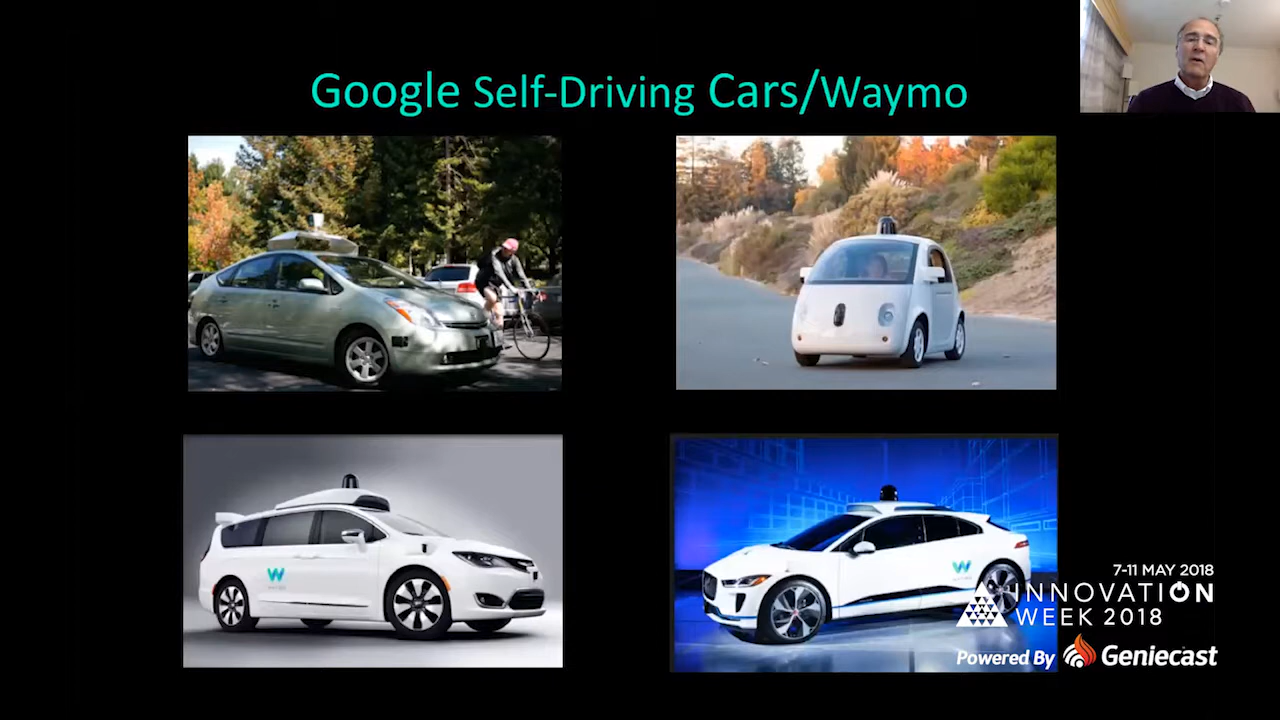 Google Self-Driving Cars/Waymo
7-11 MAY 2018
INNOVATION
WEEK 2018
Powered By Geniecast